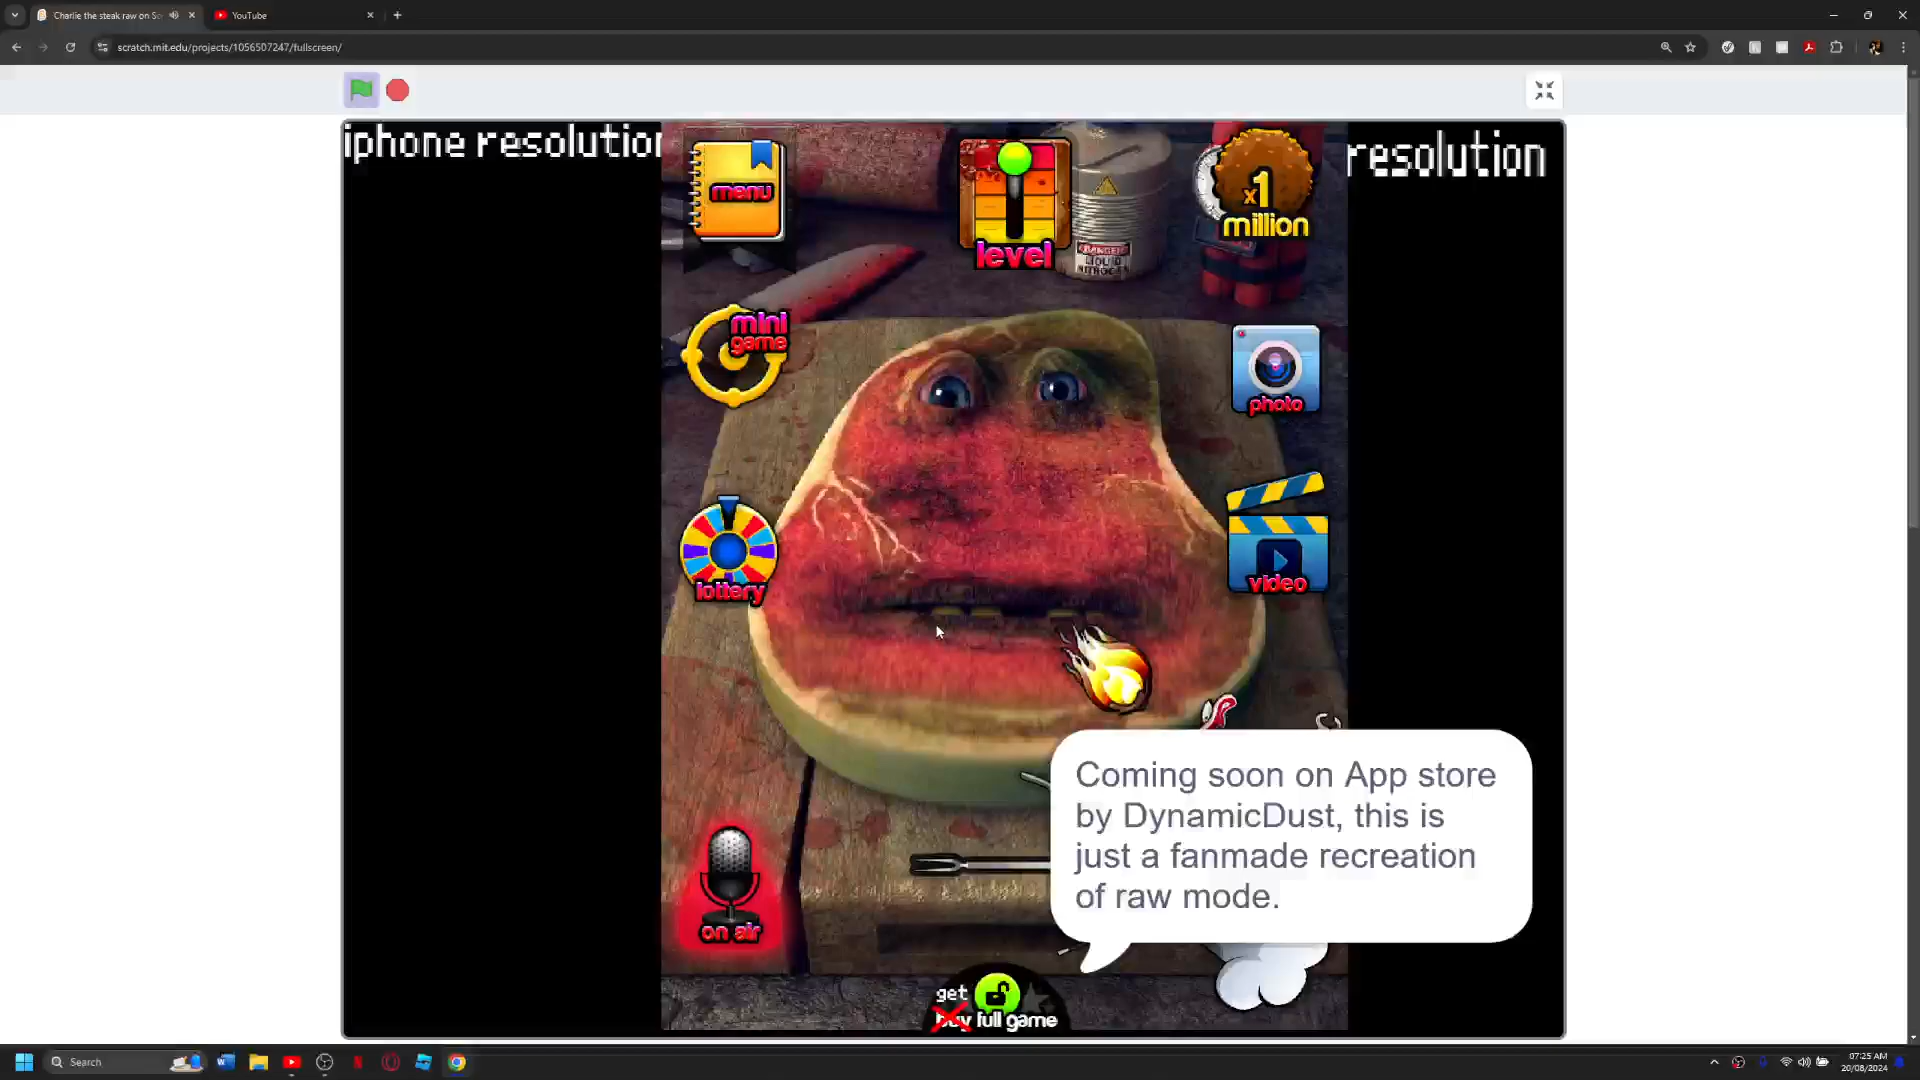 Charlie the steak raw on Sc
YouTube
scratch.mit.edu/projects/1056507247/fullscreen/
iphone resolution
resolution
menu
level
x1
million
DANGER
LIQUID
NITROGEN
mini
game
photo
lottery
video
Coming soon on App store
by DynamicDust, this is
just a fanmade recreation
of raw mode.
on air
get
buy full game
Search
07:25 AM
20/08/2024